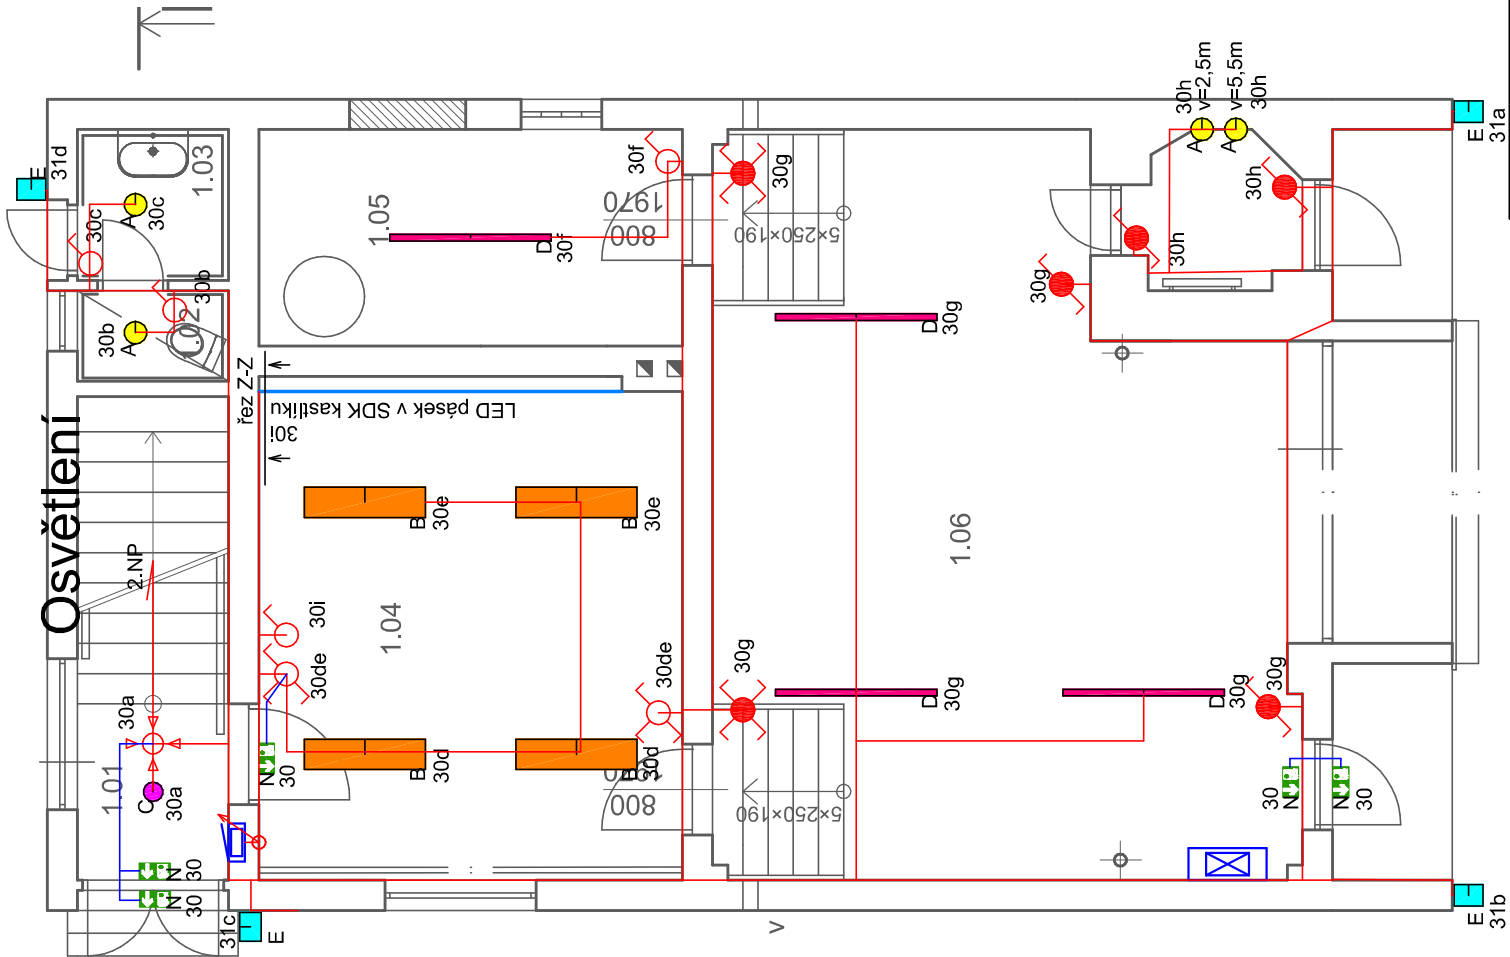 Osvětlení
E
31d
30c
A
30c
1.03
30b
30b
A
1.02
řez Z-Z
30i
LED pásek v SDK kastlíku
2.NP
30a
1.01
C
30a
N
30
N
30
31c
E
1.05
D
30f
30f
1970
800
30g
5×250×190
B
30e
B
30e
1.04
30i
30de
30de
30g
N
30
B
30d
B
30d
1970
800
5×250×190
v
D
30g
1.06
D
30g
D
30g
30g
30g
30h
30h
30h
v=2,5m
v=5,5m
30h
A
A
E
31a
30
N
N
30
E
31b